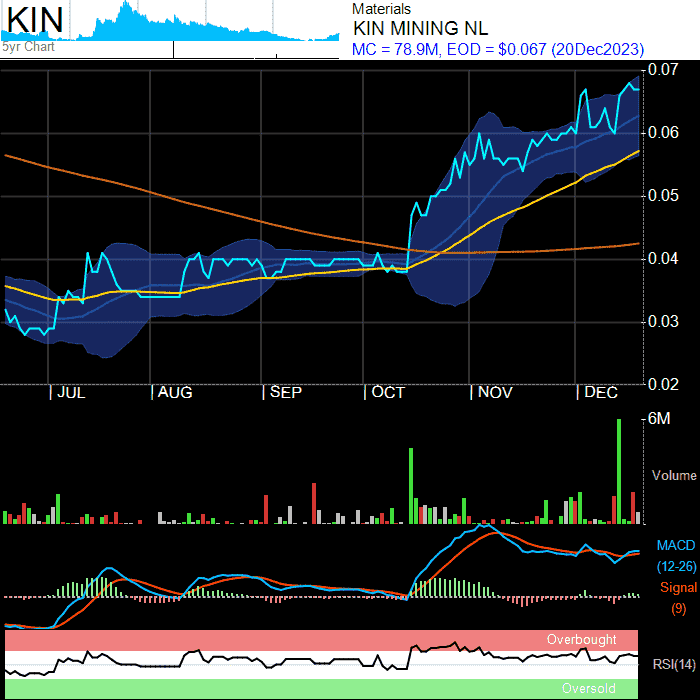 KIN
5yr Chart
Materials
KIN MINING NL
MC = 78.9M, EOD = $0.067 (20Dec2023)
0.07
0.06
0.05
0.04
0.03
0.02
JUL
AUG
SEP
OCT
NOV
DEC
6M
Volume
MACD
(12-26)
Signal
(9)
Overbought
RSI(14)
Oversold